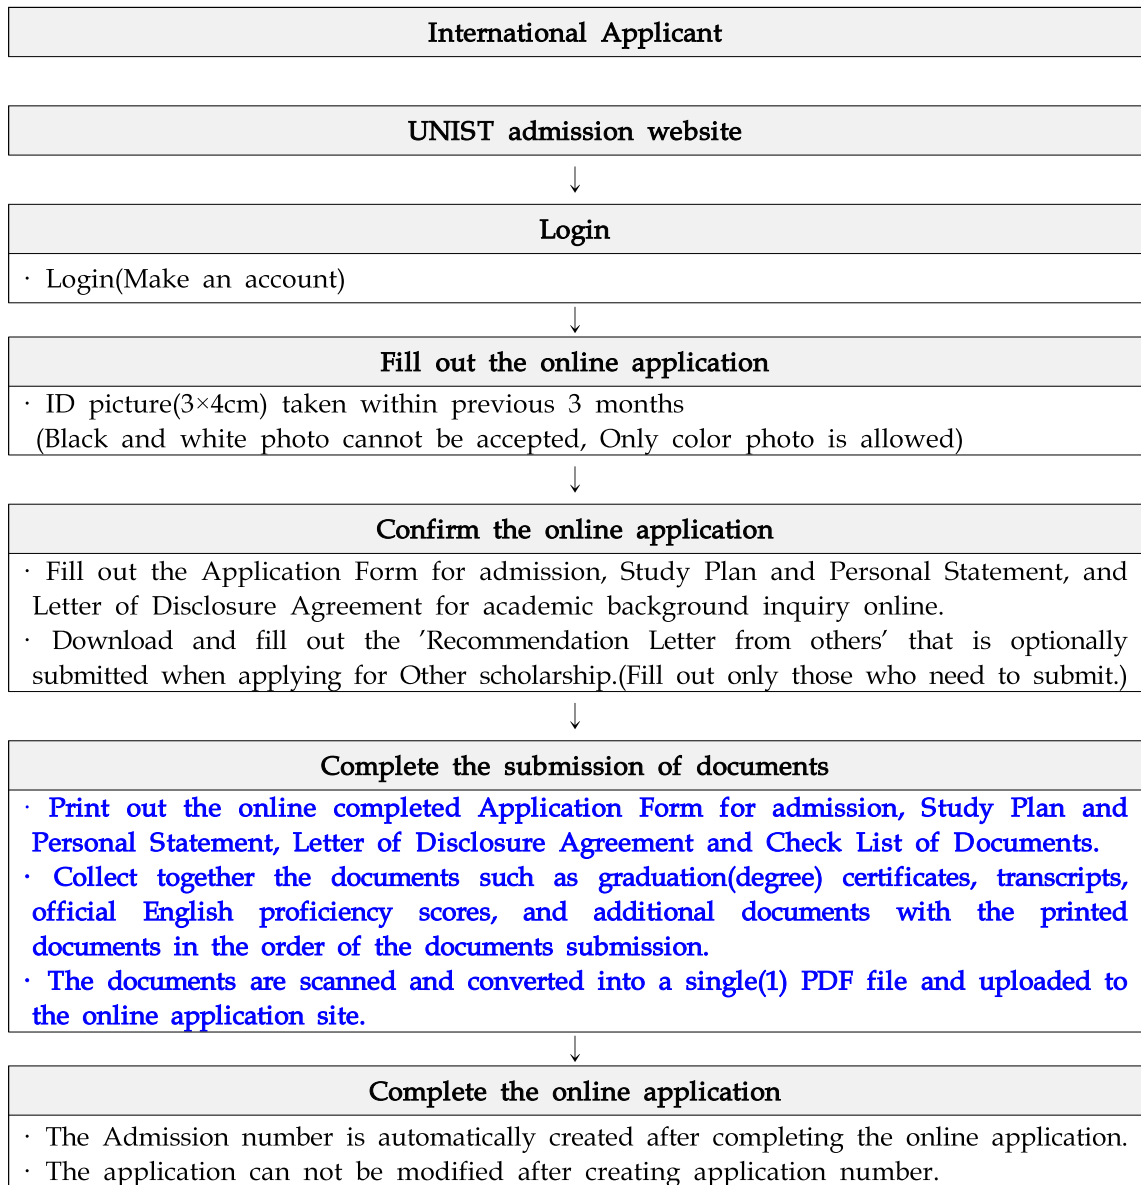 International Applicant
UNIST admission website
↓
Login
· Login(Make an account)
↓
Fill out the online application
· ID picture(3×4cm) taken within previous 3 months
(Black and white photo cannot be accepted, Only color photo is allowed)
↓
Confirm the online application
· Fill out the Application Form for admission, Study Plan and Personal Statement, and
Letter of Disclosure Agreement for academic background inquiry online.
· Download and fill out the ’Recommendation Letter from others’ that is optionally
submitted when applying for Other scholarship.(Fill out only those who need to submit.)
↓
Complete the submission of documents
· Print out the online completed Application Form for admission, Study Plan and
Personal Statement, Letter of Disclosure Agreement and Check List of Documents.
· Collect together the documents such as graduation(degree) certificates, transcripts,
official English proficiency scores, and additional documents with the printed
documents in the order of the documents submission.
· The documents are scanned and converted into a single(1) PDF file and uploaded to
the online application site.
↓
Complete the online application
· The Admission number is automatically created after completing the online application.
· The application can not be modified after creating application number.